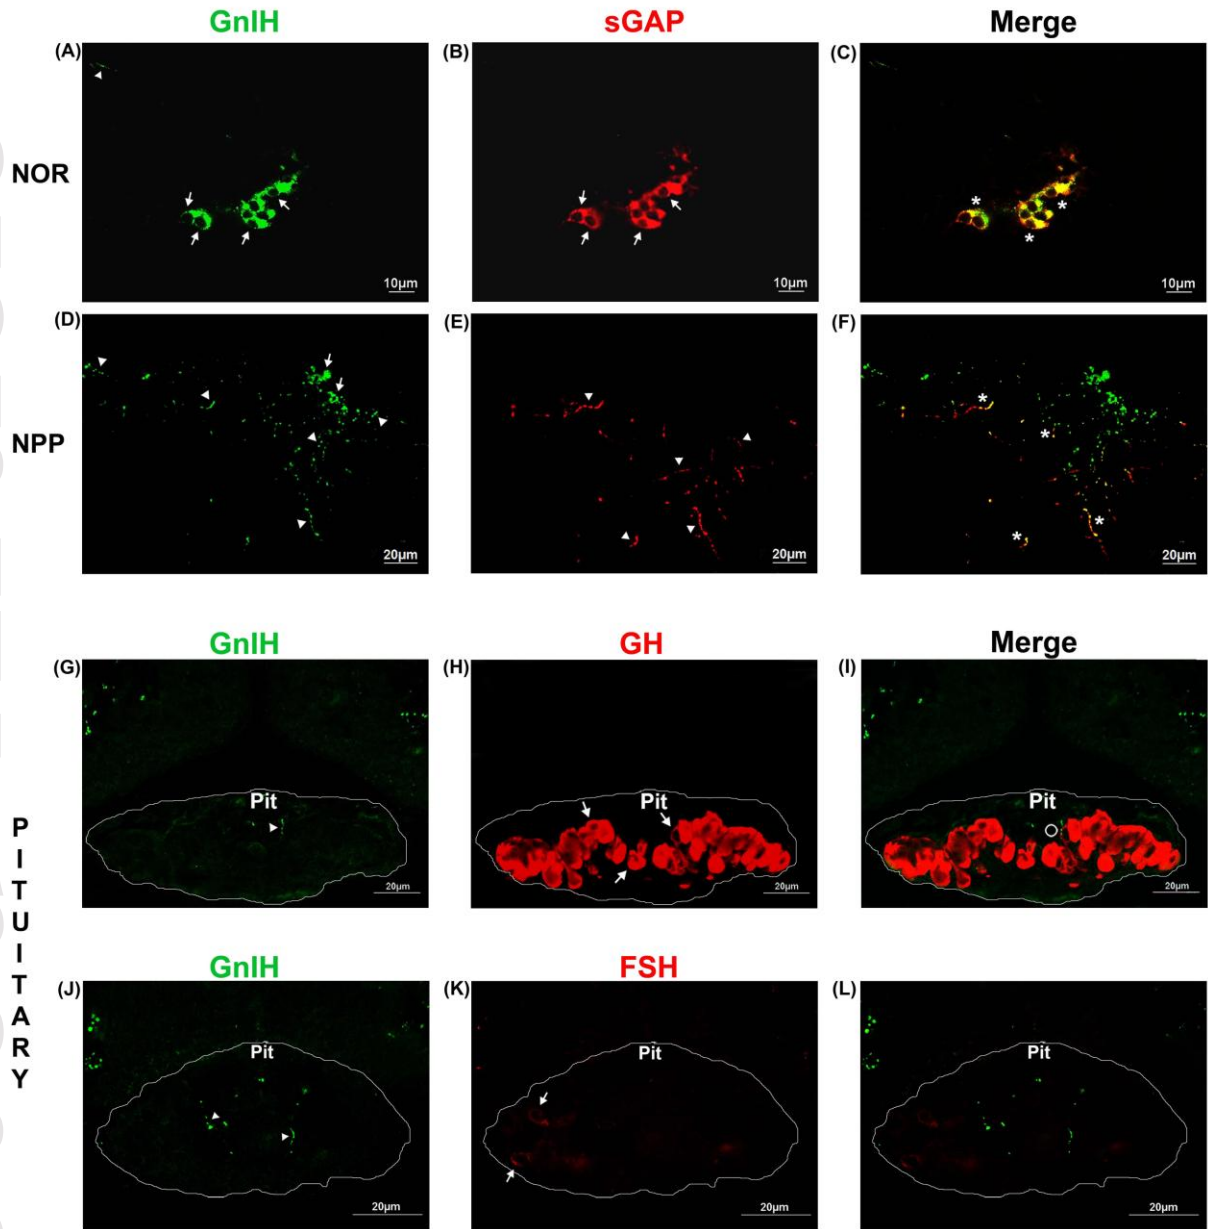 GnIH sGAP Merge
(A) (B) (C)
NOR
10μm 10μm 10μm
(D) (E) (F)
NPP
20μm 20μm 20μm
GnIH GH Merge
(G) (H) (I)
Pit Pit Pit
20μm 20μm 20μm
PITUITARY
GnIH FSH
(J) (K) (L)
Pit Pit Pit
20μm 20μm 20μm